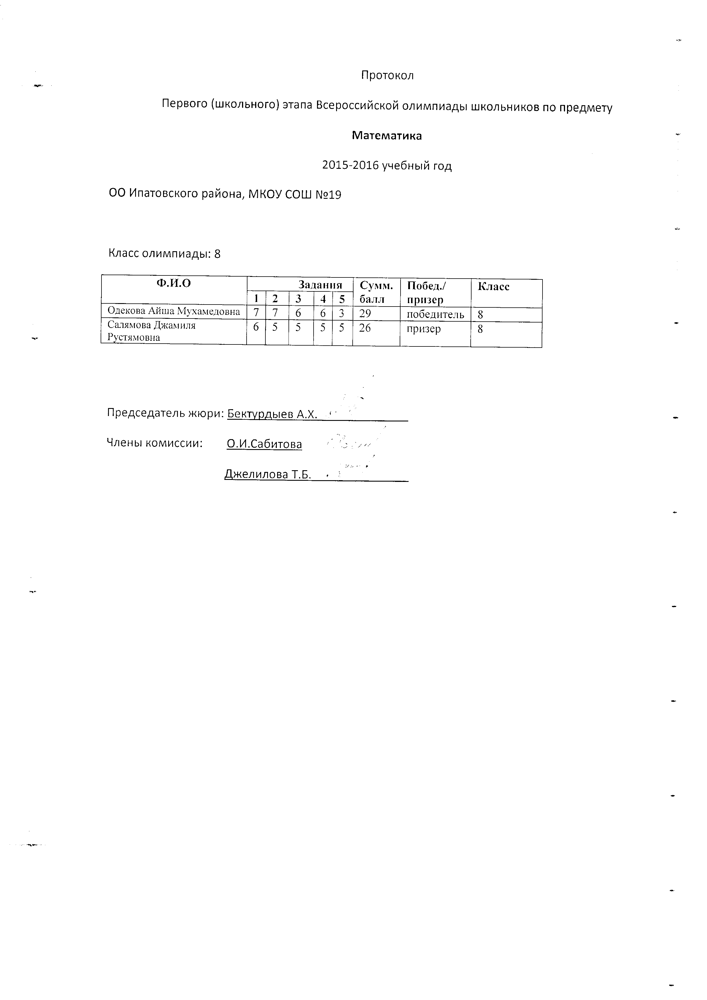 Протокол
Первого (школьного) этапа Всероссийской олимпиады школьников по предмету
Математика
2015-2016 учебный год
ОО Ипатовского района, МКОУ СОШ №19
Класс олимпиады: 8
Ф.И.О Задания Сумм. Побед./ Класс
1 2 3 4 5 балл призер
Одекова Айша Мухамедовна 7 7 6 6 3 29 победитель 8
Салямова Джамиля 6 5 5 5 5 26 призер 8
Рустямовна
Председатель жюри: Бектурдыев А.Х.
Члены комиссии: О.И.Сабитова
Джелилова Т.Б.